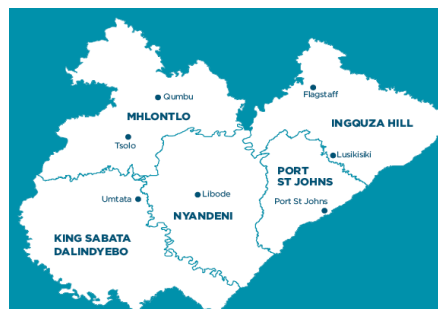 Flagstaff
Qumbu
MHLONTLO
INGQUZA HILL
Tsolo
Lusikisiki
PORT
ST JOHNS
Umtata
Libode
Port St Johns
NYANDENI
KING SABATA
DALINDYEBO